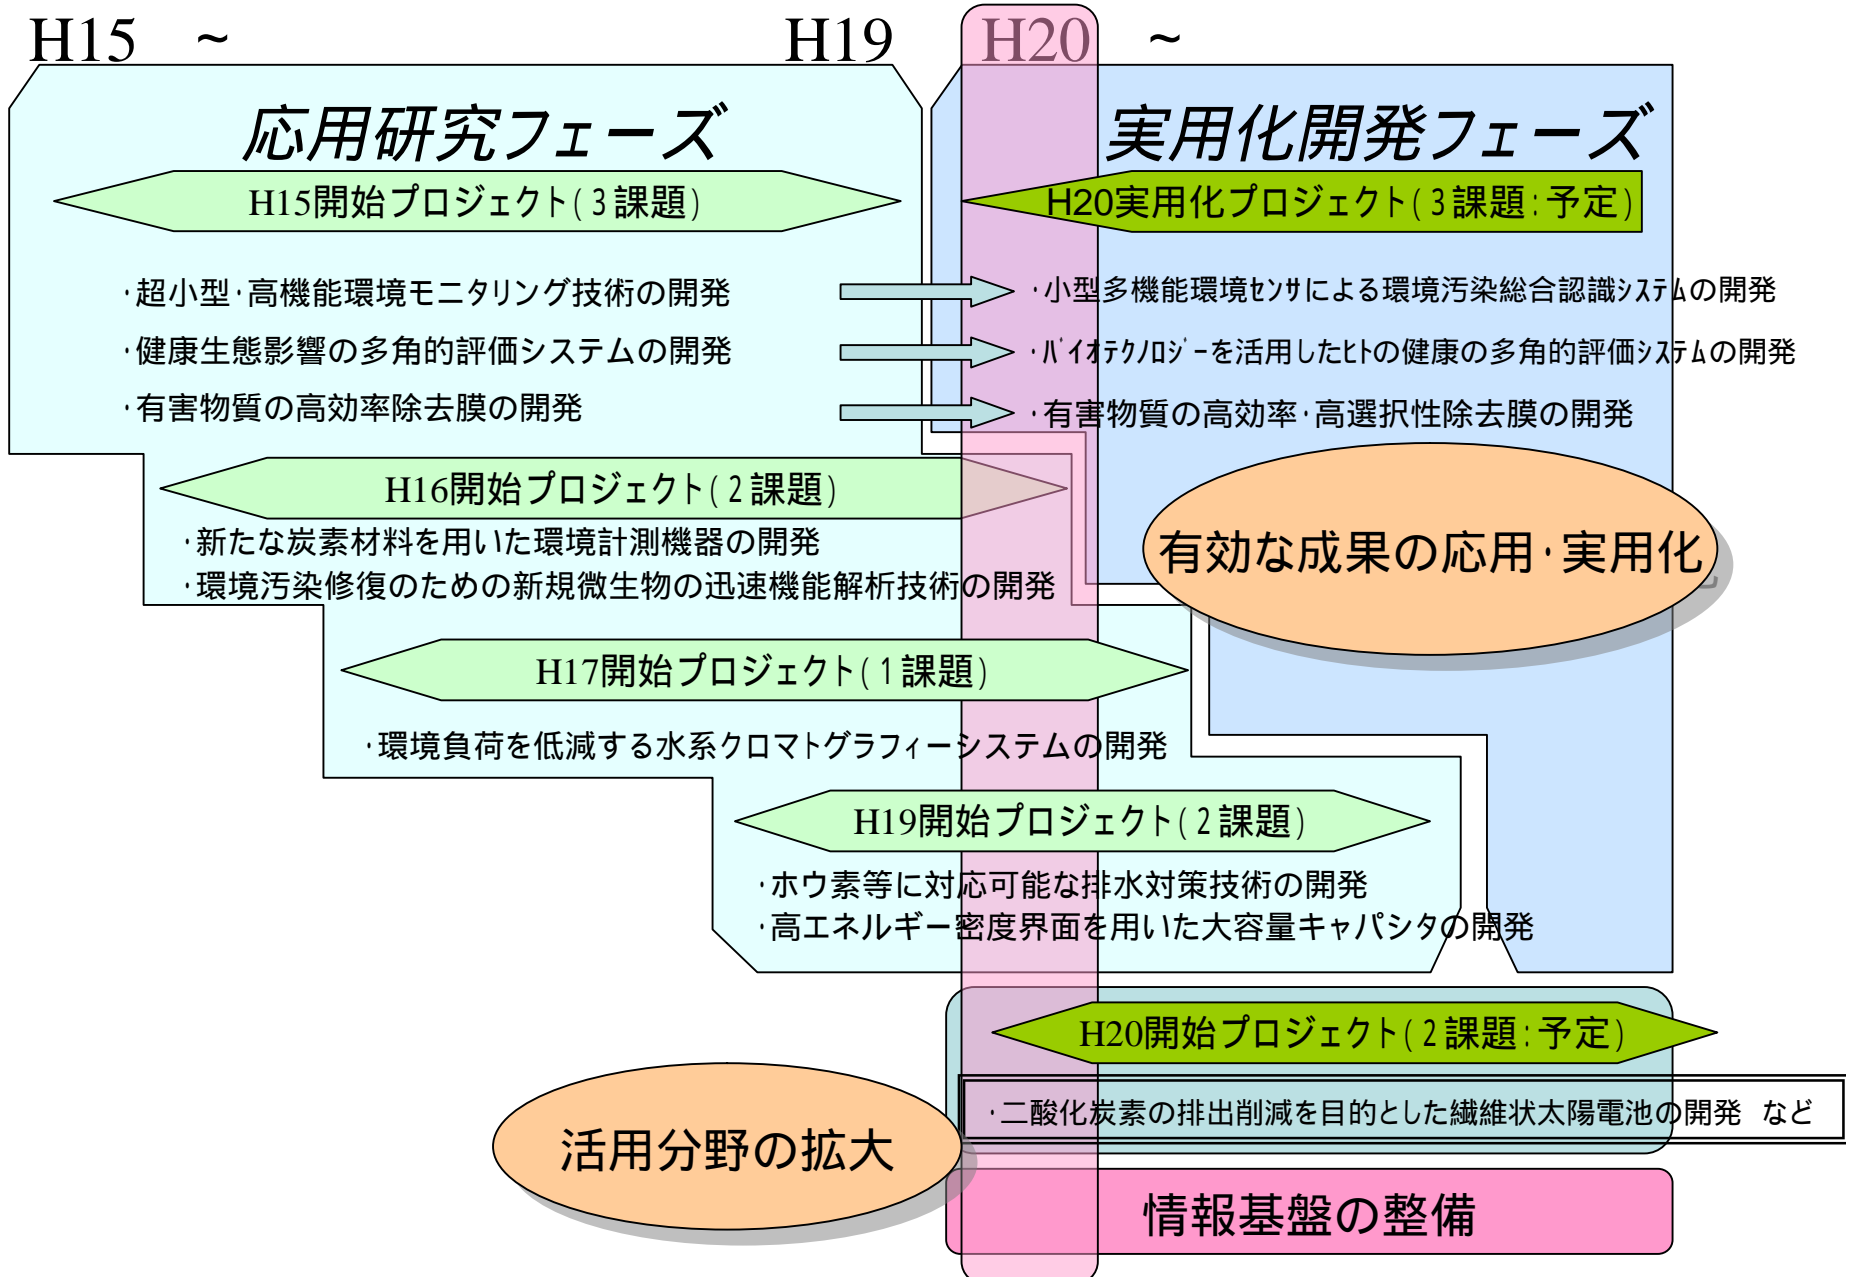 H15 ~ H19 H20 ~
応用研究フェーズ
実用化開発フェーズ
H15開始プロジェクト(3課題)
H20実用化プロジェクト(3課題:予定)
・超小型・高機能環境モニタリング技術の開発
・小型多機能環境ｾﾝｻによる環境汚染総合認識ｼｽﾃﾑの開発
・健康生態影響の多角的評価システムの開発
・ﾊﾞｲｵﾃｸﾉﾛｼﾞｰを活用したﾋﾄの健康の多角的評価ｼｽﾃﾑの開発
・有害物質の高効率除去膜の開発
・有害物質の高効率・高選択性除去膜の開発
H16開始プロジェクト(2課題)
・新たな炭素材料を用いた環境計測機器の開発
・環境汚染修復のための新規微生物の迅速機能解析技術の開発
有効な成果の応用・実用化
H17開始プロジェクト(1課題)
・環境負荷を低減する水系クロマトグラフィーシステムの開発
H19開始プロジェクト(2課題)
・ホウ素等に対応可能な排水対策技術の開発
・高エネルギー密度界面を用いた大容量キャパシタの開発
H20開始プロジェクト(2課題:予定)
・二酸化炭素の排出削減を目的とした繊維状太陽電池の開発 など
活用分野の拡大
情報基盤の整備